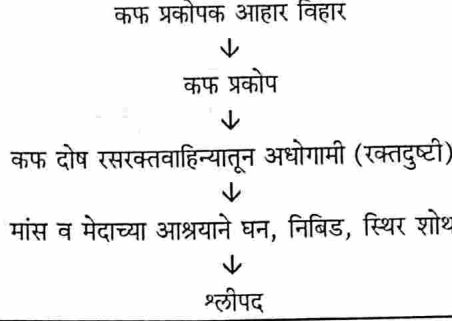 कफ प्रकोपक आहार विहार
↓
कफ प्रकोप
↓
कफ दोष रसरक्तवाहिन्यातून अधोगामी (रक्तदुष्टी)
↓
मांस व मेदाच्या आश्रयाने घन, निबिड, स्थिर शोथ
↓
श्लीपद